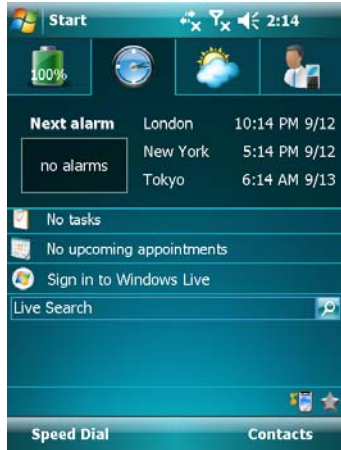 Start 2:14
100%
Next alarm
no alarms
London 10:14 PM 9/12
New York 5:14 PM 9/12
Tokyo 6:14 AM 9/13
No tasks
No upcoming appointments
Sign in to Windows Live
Live Search
Speed Dial Contacts